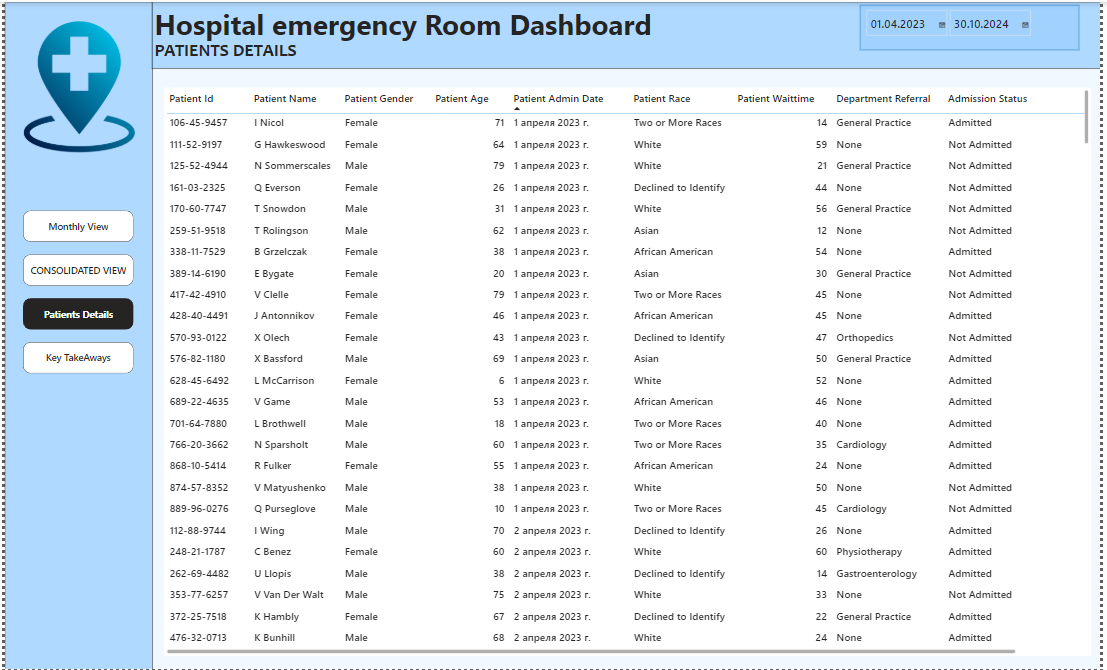 Hospital emergency Room Dashboard
PATIENTS DETAILS
01.04.2023 30.10.2024
Monthly View
CONSOLIDATED VIEW
Patients Details
Key TakeAways
Patient Id Patient Name Patient Gender Patient Age Patient Admin Date Patient Race Patient Waittime Department Referral Admission Status
106-45-9457 I Nicol Female 71 1 апреля 2023 г. Two or More Races 14 General Practice Admitted
111-52-9197 G Hawkeswood Female 64 1 апреля 2023 г. White 59 None Not Admitted
125-52-4944 N Sommerscales Male 79 1 апреля 2023 г. White 21 General Practice Not Admitted
161-03-2325 Q Everson Female 26 1 апреля 2023 г. Declined to Identify 44 None Not Admitted
170-60-7747 T Snowdon Male 31 1 апреля 2023 г. White 56 General Practice Not Admitted
259-51-9518 T Rolingson Male 62 1 апреля 2023 г. Asian 12 None Not Admitted
338-11-7529 B Grzelczak Female 38 1 апреля 2023 г. African American 54 None Admitted
389-14-6190 E Bygate Female 20 1 апреля 2023 г. Asian 30 General Practice Not Admitted
417-42-4910 V Clelle Female 79 1 апреля 2023 г. Two or More Races 45 None Not Admitted
428-40-4491 J Antonnikov Female 46 1 апреля 2023 г. African American 45 None Admitted
570-93-0122 X Olech Female 43 1 апреля 2023 г. Declined to Identify 47 Orthopedics Not Admitted
576-82-1180 X Bassford Male 69 1 апреля 2023 г. Asian 50 General Practice Admitted
628-45-6492 L McCarrison Female 6 1 апреля 2023 г. White 52 None Admitted
689-22-4635 V Game Male 53 1 апреля 2023 г. African American 46 None Admitted
701-64-7880 L Brothwell Male 18 1 апреля 2023 г. Two or More Races 40 None Admitted
766-20-3662 N Sparsholt Male 60 1 апреля 2023 г. Two or More Races 35 Cardiology Admitted
868-10-5414 R Fulker Female 55 1 апреля 2023 г. African American 24 None Admitted
874-57-8352 V Matyushenko Male 38 1 апреля 2023 г. White 50 None Not Admitted
889-96-0276 Q Purseglove Male 10 1 апреля 2023 г. Two or More Races 45 Cardiology Not Admitted
112-88-9744 I Wing Male 70 2 апреля 2023 г. Declined to Identify 26 None Admitted
248-21-1787 C Benez Female 60 2 апреля 2023 г. White 60 Physiotherapy Admitted
262-69-4482 U Llopis Male 38 2 апреля 2023 г. Declined to Identify 14 Gastroenterology Admitted
353-77-6257 V Van Der Walt Male 75 2 апреля 2023 г. White 33 None Not Admitted
372-25-7518 K Hambly Female 67 2 апреля 2023 г. Declined to Identify 22 General Practice Admitted
476-32-0713 K Bunhill Male 68 2 апреля 2023 г. White 24 None Admitted